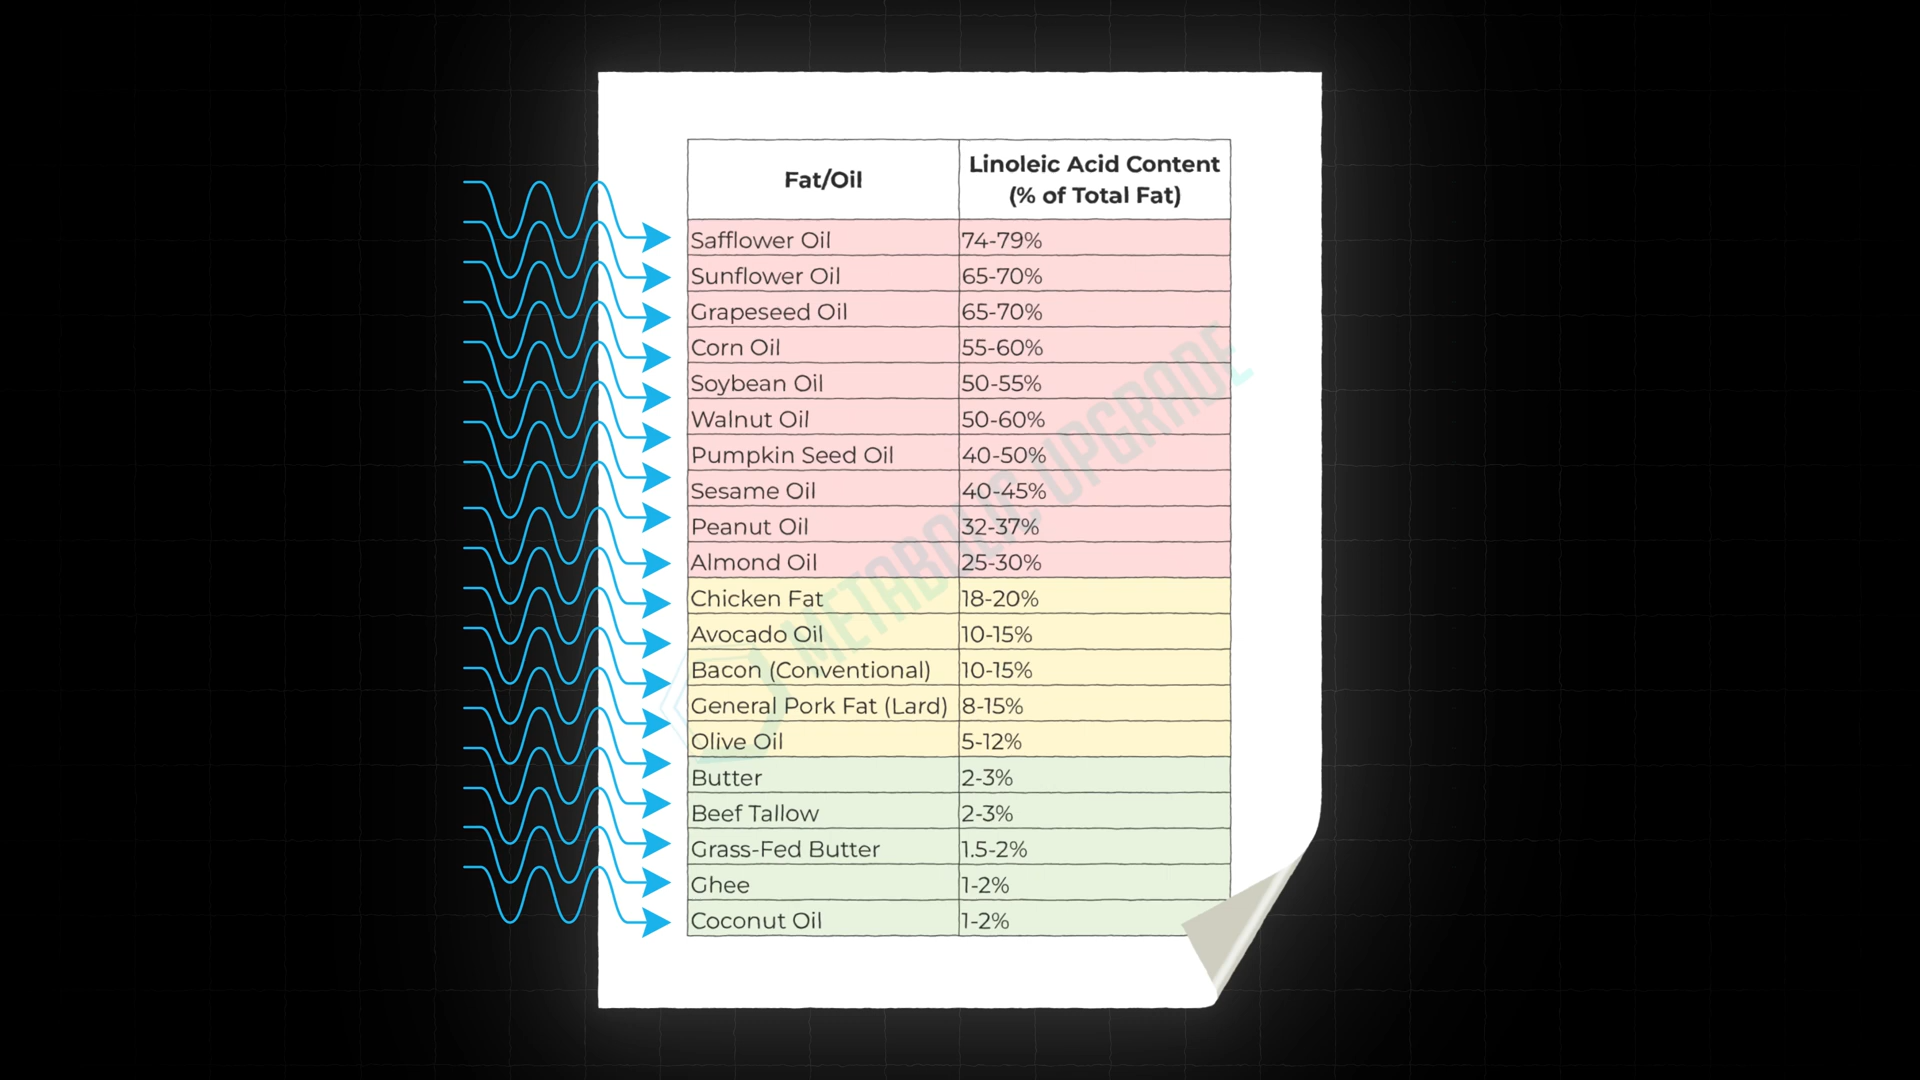 Fat/Oil
Linoleic Acid Content
(% of Total Fat)
Safflower Oil 74-79%
Sunflower Oil 65-70%
Grapeseed Oil 65-70%
Corn Oil 55-60%
Soybean Oil 50-55%
Walnut Oil 50-60%
Pumpkin Seed Oil 40-50%
Sesame Oil 40-45%
Peanut Oil 32-37%
Almond Oil 25-30%
Chicken Fat 18-20%
Avocado Oil 10-15%
Bacon (Conventional) 10-15%
General Pork Fat (Lard) 8-15%
Olive Oil 5-12%
Butter 2-3%
Beef Tallow 2-3%
Grass-Fed Butter 1.5-2%
Ghee 1-2%
Coconut Oil 1-2%
METABOLIC UPGRADE